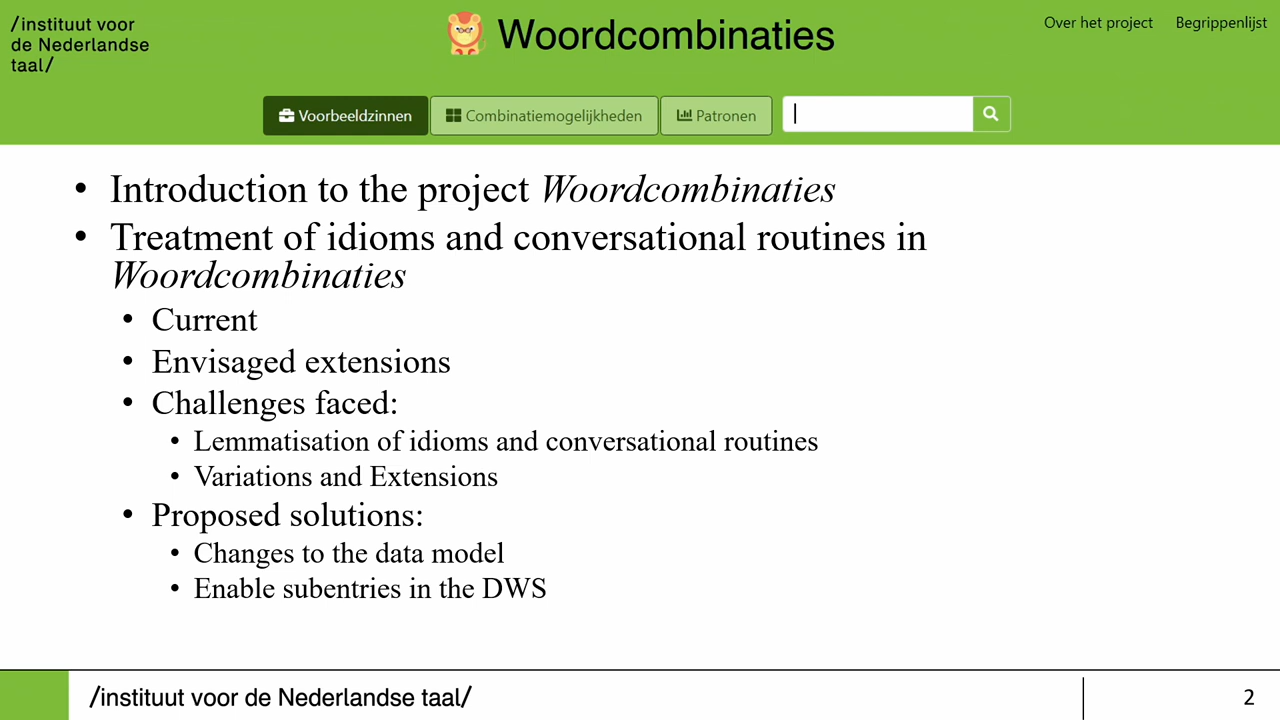 /instituut voor
de Nederlandse
taal/
Woordcombinaties
Over het project
Begrippenlijst
Voorbeeldzinnen
Combinatiemogelijkheden
Patronen
• Introduction to the project Woordcombinaties
• Treatment of idioms and conversational routines in
Woordcombinaties
• Current
• Envisaged extensions
• Challenges faced:
• Lemmatisation of idioms and conversational routines
• Variations and Extensions
• Proposed solutions:
• Changes to the data model
• Enable subentries in the DWS
/instituut voor de Nederlandse taal/
2